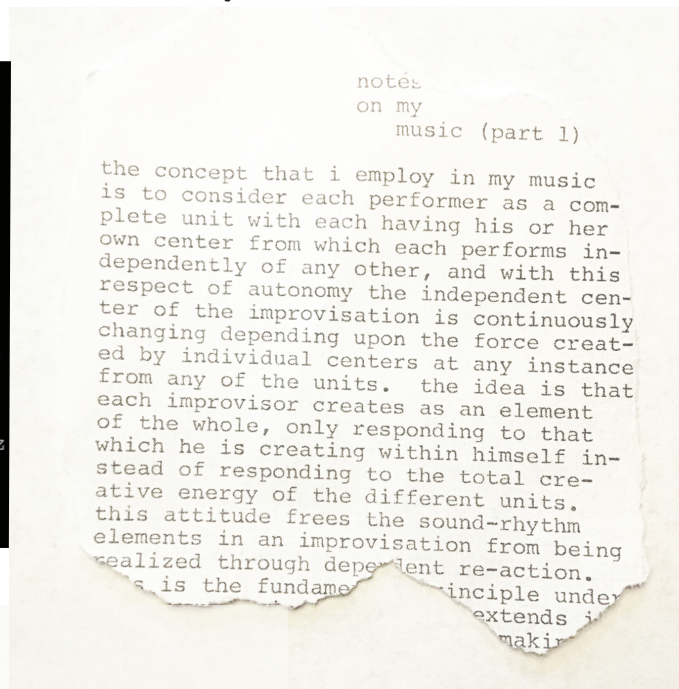 notes
on my
music (part 1)
the concept that i employ in my music
is to consider each performer as a com-
plete unit with each having his or her
own center from which each performs in-
dependently of any other, and with this
respect of autonomy the independent cen-
ter of the improvisation is continuously
changing depending upon the force creat-
ed by individual centers at any instance
from any of the units.  the idea is that
each improvisor creates as an element
of the whole, only responding to that
which he is creating within himself in-
stead of responding to the total cre-
ative energy of the different units.
this attitude frees the sound-rhythm
elements in an improvisation from being
realized through dependent re-action.
is the
extends